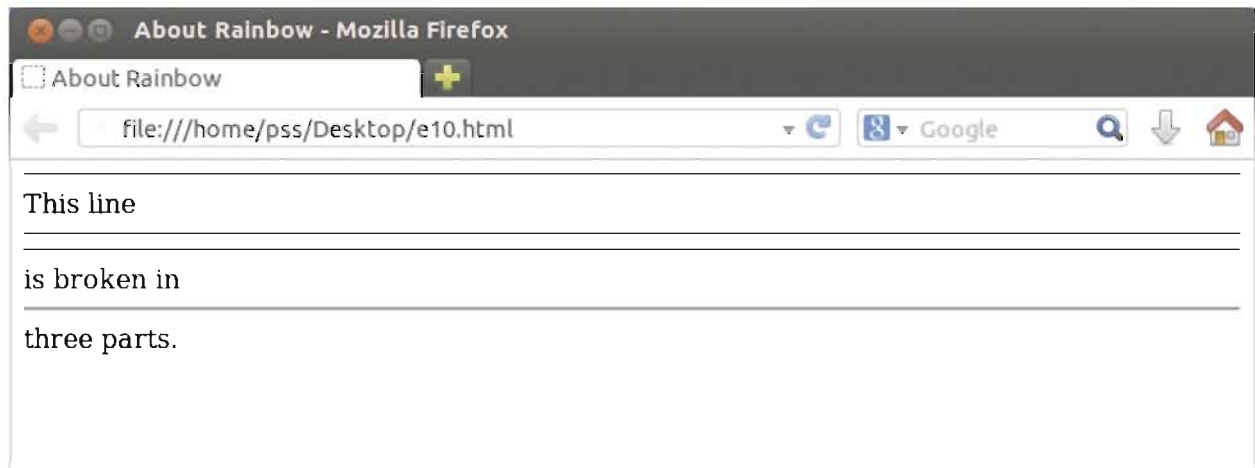 About Rainbow - Mozilla Firefox
About Rainbow
file:///home/pss/Desktop/e10.html
8 Google
This line
is broken in
three parts.